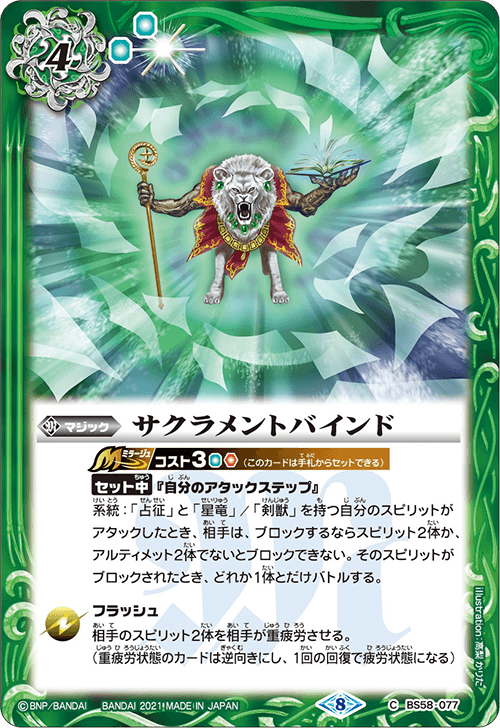 4
マジック サクラメントバインド
Mミラージュ コスト3 (このカードは手札からセットできる)
セット中 『自分のアタックステップ』
系統：「占征」と「星竜」／「剣獣」を持つ自分のスピリットが
アタックしたとき、相手は、ブロックするならスピリット2体か、
アルティメット2体でないとブロックできない。そのスピリットが
ブロックされたとき、どれか1体とだけバトルする。
フラッシュ
相手のスピリット2体を相手が重疲労させる。
(重疲労状態のカードは逆向きにし、1回の回復で疲労状態になる)
illustration:高梨かりた
©BNP/BANDAI BANDAI 2021 MADE IN JAPAN 8 C BS58-077